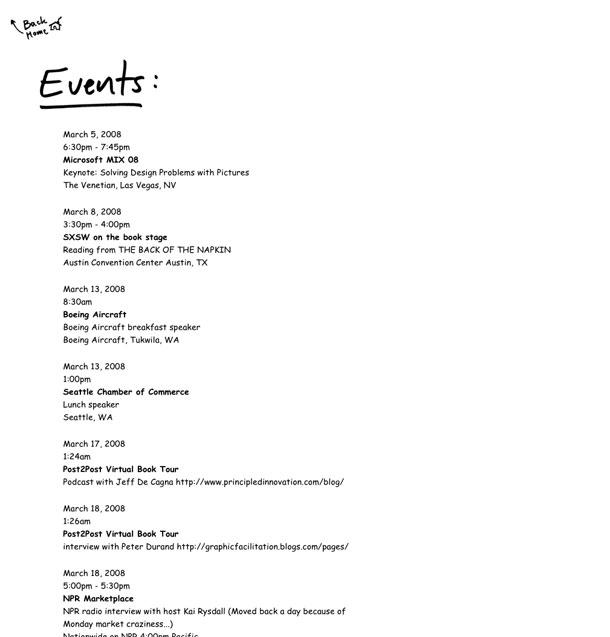 Back
Home
Events:
March 5, 2008
6:30pm - 7:45pm
Microsoft MIX 08
Keynote: Solving Design Problems with Pictures
The Venetian, Las Vegas, NV
March 8, 2008
3:30pm - 4:00pm
SXSW on the book stage
Reading from THE BACK OF THE NAPKIN
Austin Convention Center Austin, TX
March 13, 2008
8:30am
Boeing Aircraft
Boeing Aircraft breakfast speaker
Boeing Aircraft, Tukwila, WA
March 13, 2008
1:00pm
Seattle Chamber of Commerce
Lunch speaker
Seattle, WA
March 17, 2008
1:24am
Post2Post Virtual Book Tour
Podcast with Jeff De Cagna http://www.principledinnovation.com/blog/
March 18, 2008
1:26am
Post2Post Virtual Book Tour
interview with Peter Durand http://graphicfacilitation.blogs.com/pages/
March 18, 2008
5:00pm - 5:30pm
NPR Marketplace
NPR radio interview with host Kai Rysdall (Moved back a day because of
Monday market craziness...)
Nationwide on NPR 4:00pm Pacific